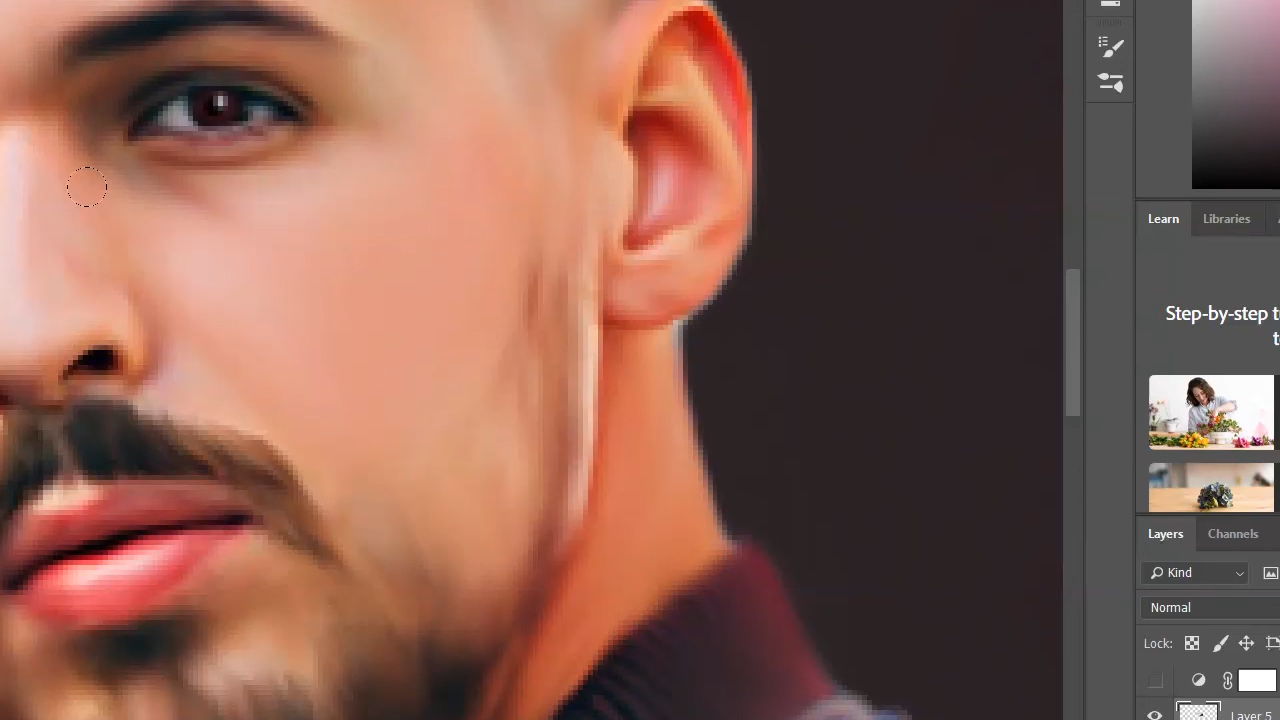 Learn Libraries
Step-by-step
Layers Channels
Kind
Normal
Lock:
Layer 5